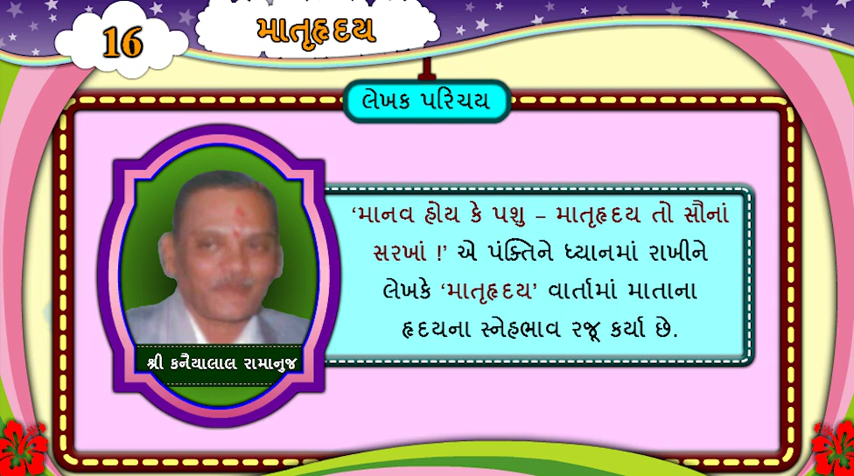 16
માતૃહૃદય
લેખક પરિચય
'માનવ હોય કે પશુ – માતૃહૃદય તો સૌનાં
સરખાં !' એ પંક્તિને ધ્યાનમાં રાખીને
લેખકે 'માતૃહૃદય' વાર્તામાં માતાના
હૃદયના સ્નેહભાવ રજૂ કર્યા છે.
શ્રી કનૈયાલાલ રામાનુજ